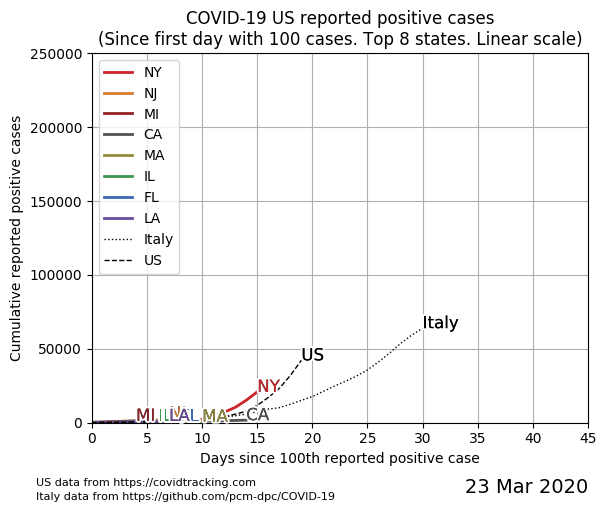 COVID-19 US reported positive cases
(Since first day with 100 cases. Top 8 states. Linear scale)
250000
200000
150000
100000
50000
0
Cumulative reported positive cases
NY
NJ
MI
CA
MA
IL
FL
LA
Italy
US
Italy
US
NY
MI
IL
NJ
LA
FL
MA
CA
0 5 10 15 20 25 30 35 40 45
Days since 100th reported positive case
US data from https://covidtracking.com
Italy data from https://github.com/pcm-dpc/COVID-19
23 Mar 2020